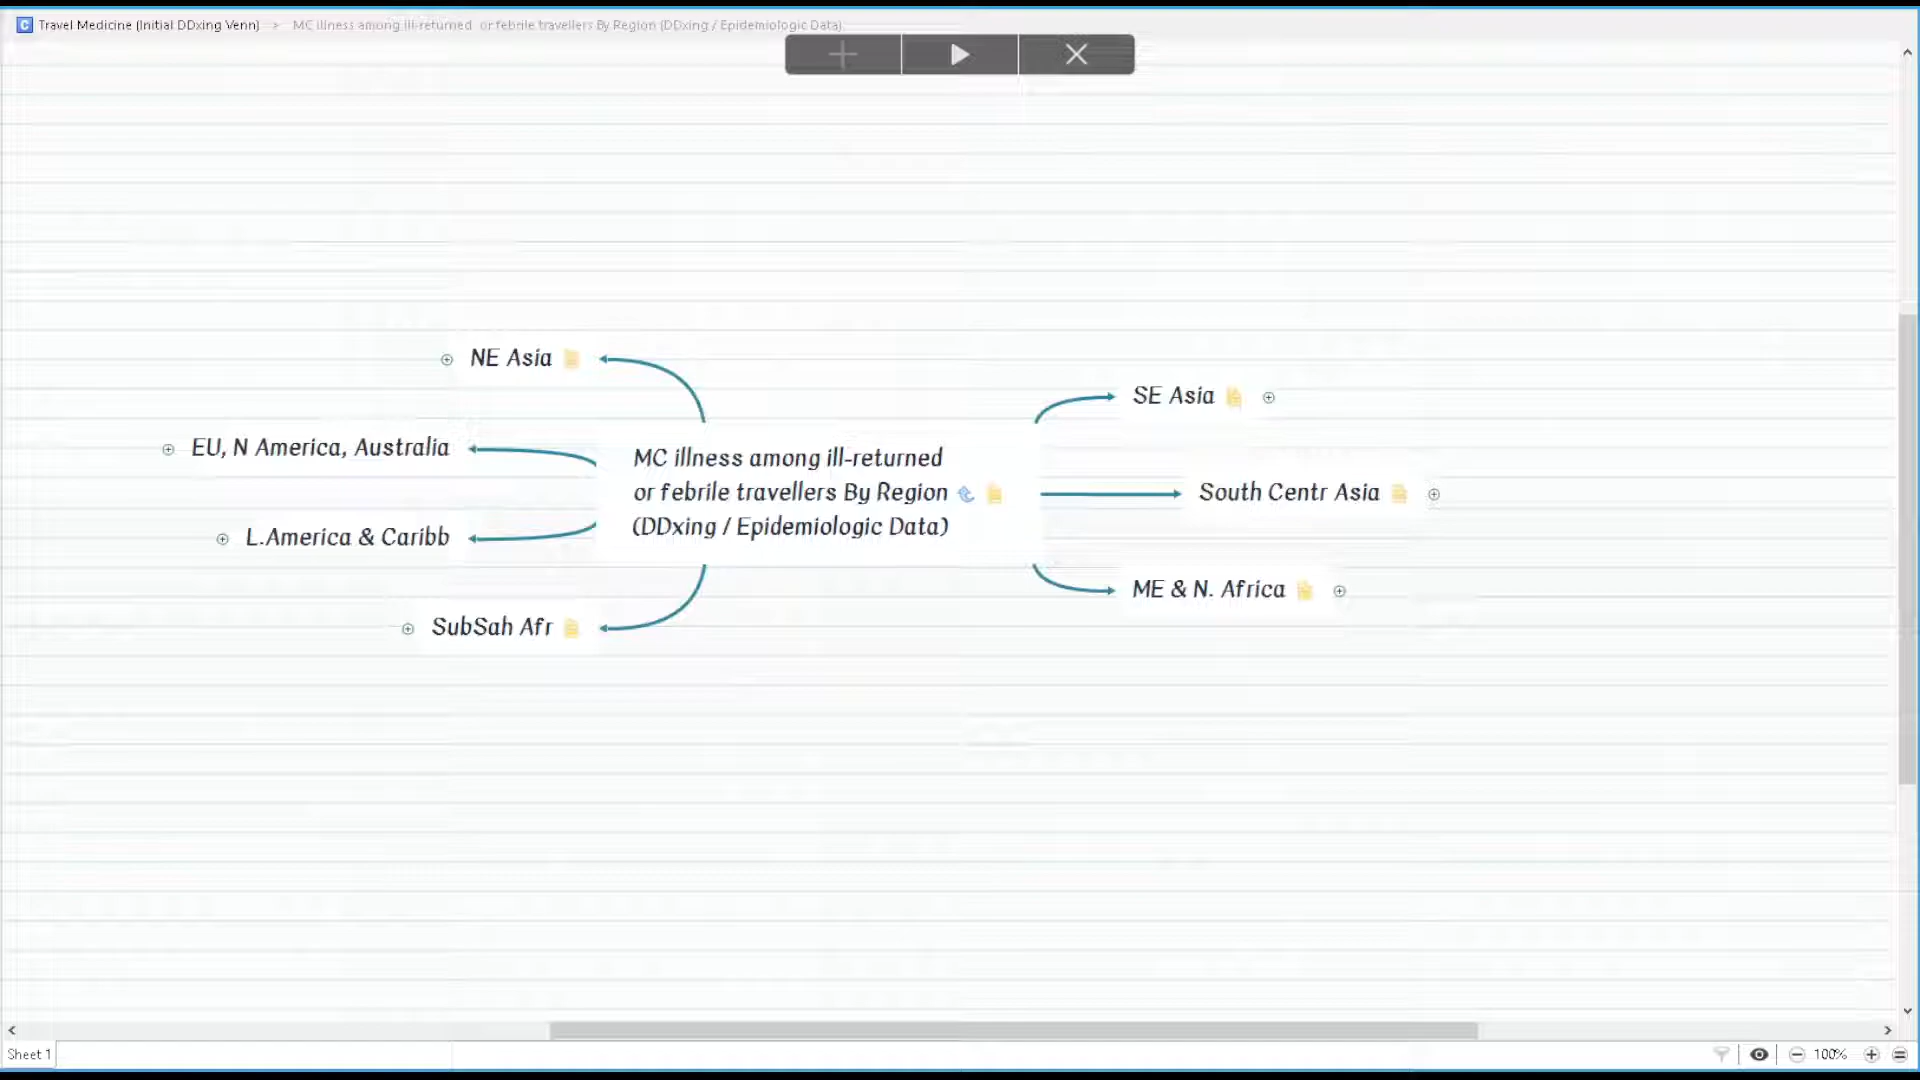 Travel Medicine (Initial DDxing Venn) > MC illness among ill-returned or febrile travellers By Region (DDxing / Epidemiologic Data)
NE Asia
EU, N America, Australia
L.America & Caribb
SubSah Afr
MC illness among ill-returned
or febrile travellers By Region
(DDxing / Epidemiologic Data)
SE Asia
South Centr Asia
ME & N. Africa
Sheet 1
100%